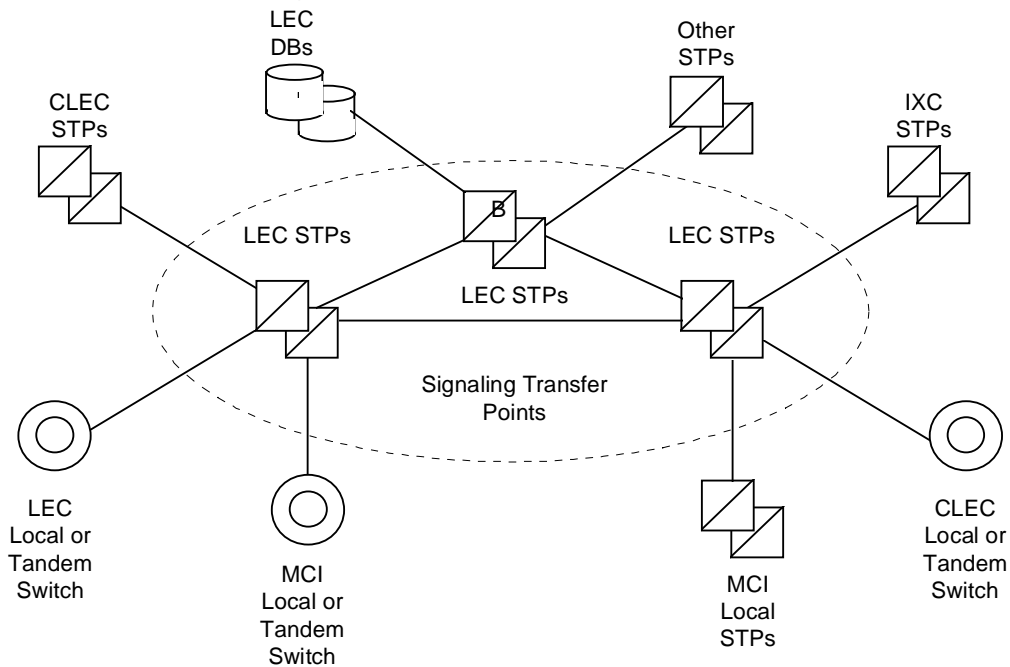 LEC
DBs
Other
STPs
CLEC
STPs
IXC
STPs
B
LEC STPs
LEC STPs
LEC STPs
Signaling Transfer
Points
LEC
Local or
Tandem
Switch
MCI
Local or
Tandem
Switch
MCI
Local
STPs
CLEC
Local or
Tandem
Switch